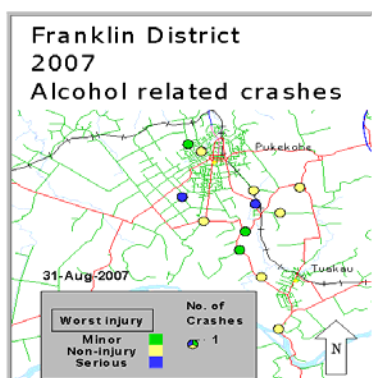 Franklin District
2007
Alcohol related crashes
Pukekohe
Tuakau
31-Aug-2007
No. of
Crashes
Worst injury
1
Minor
Non-injury
Serious
N